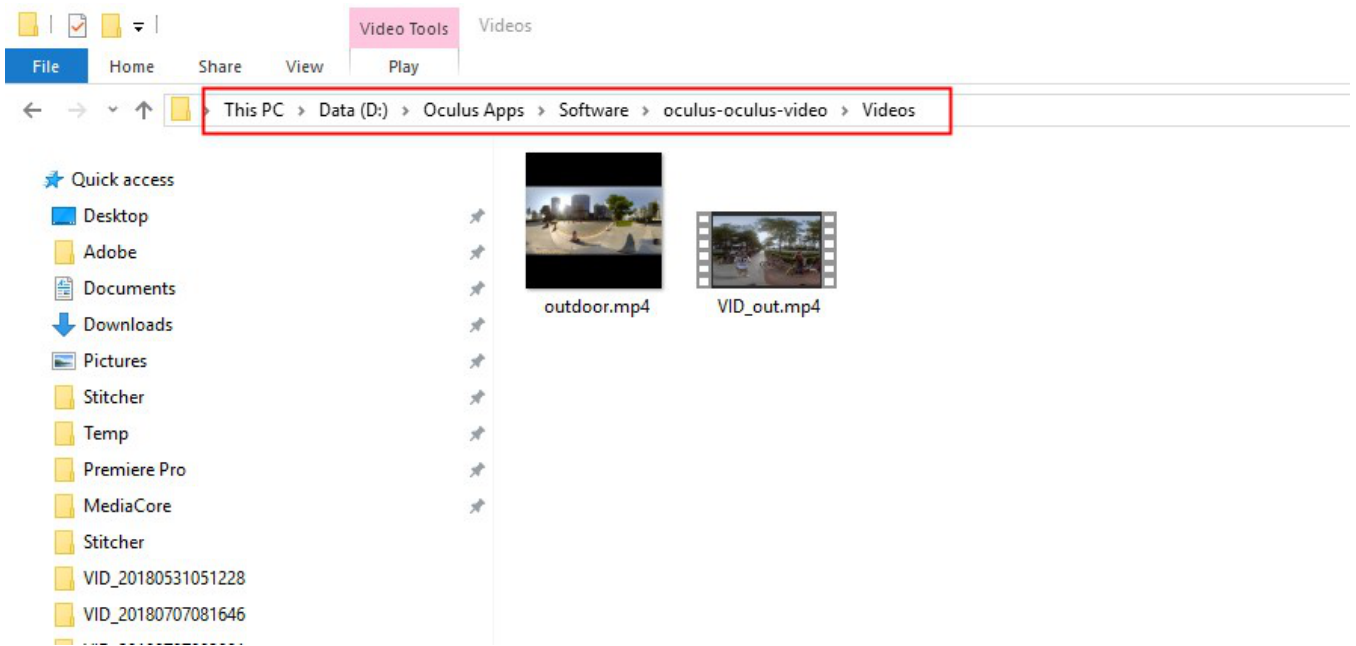 Video Tools Videos
File Home Share View Play
This PC > Data (D:) > Oculus Apps > Software > oculus-oculus-video > Videos
Quick access
Desktop
Adobe
Documents
Downloads
Pictures
Stitcher
Temp
Premiere Pro
MediaCore
Stitcher
VID_20180531051228
VID_20180707081646
outdoor.mp4
VID_out.mp4